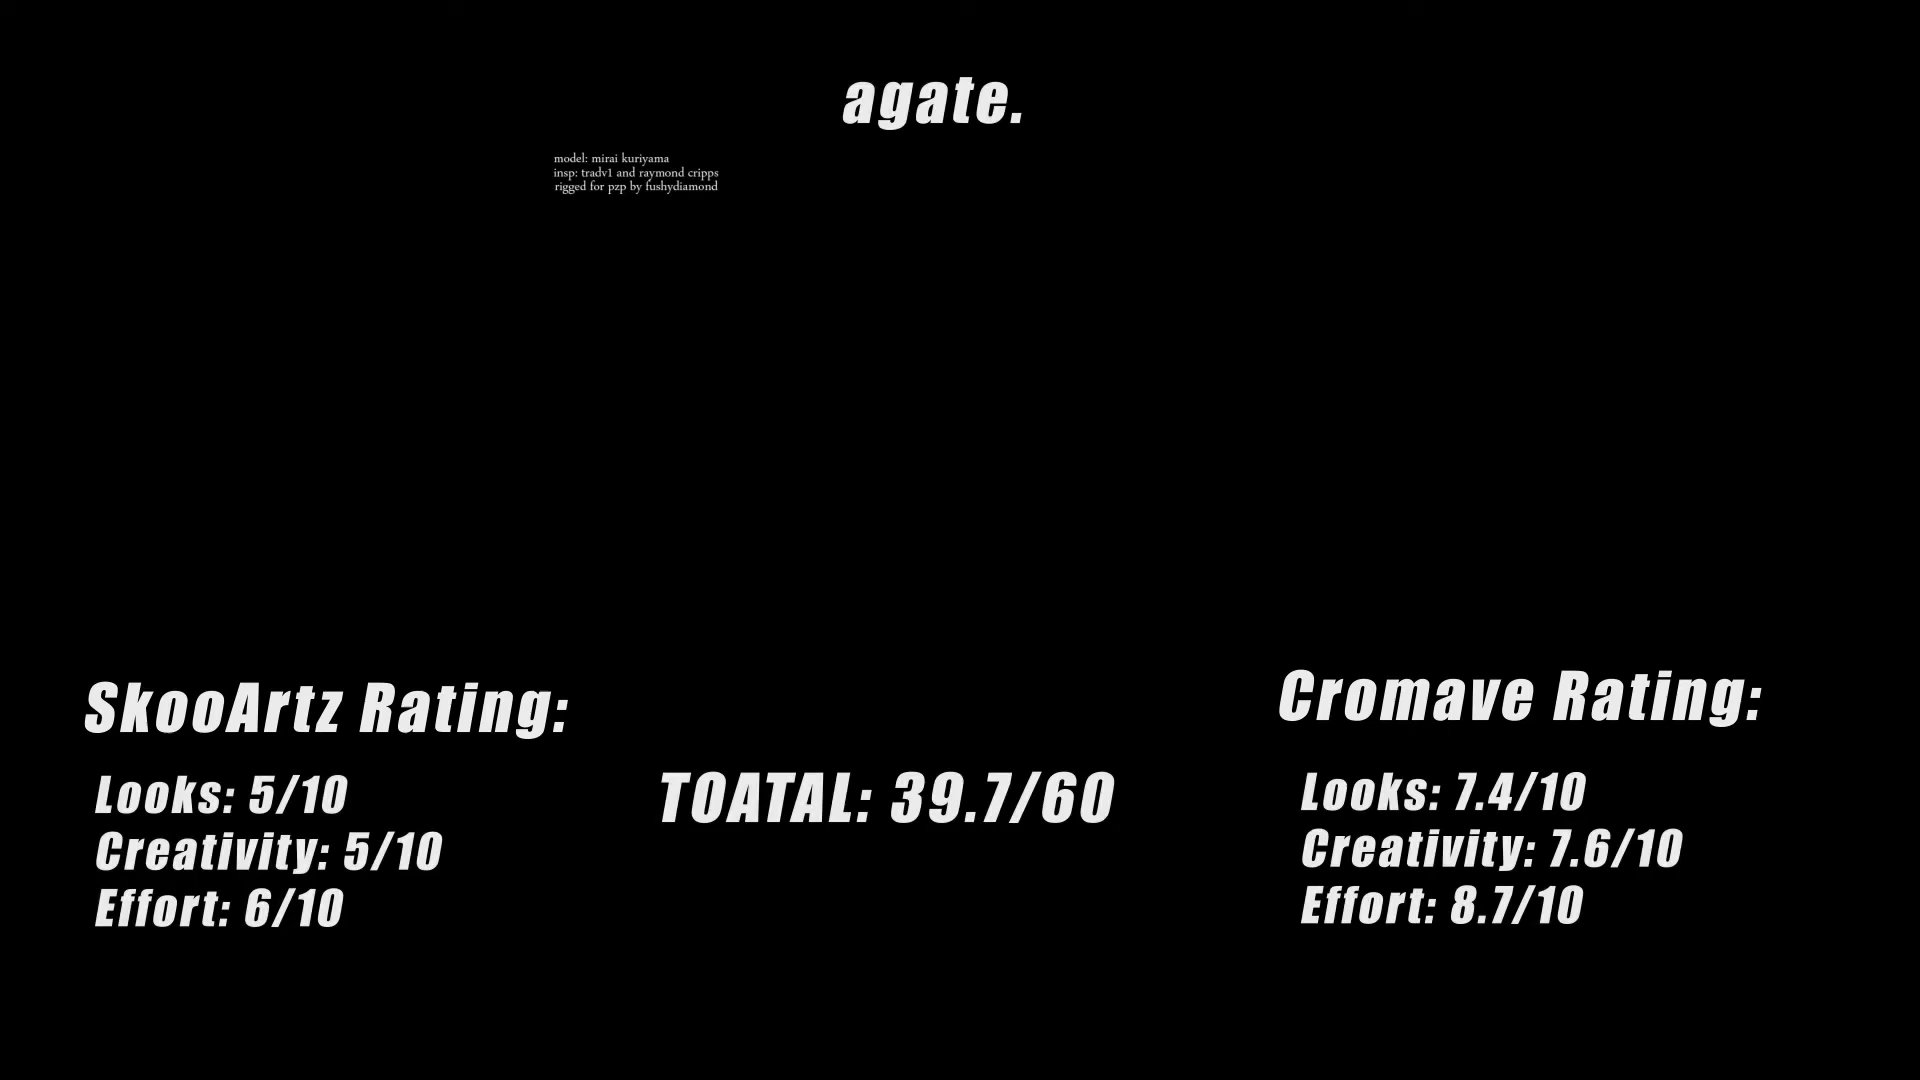 agate.
model: mirai kuriyama
insp: tradv1 and raymond cripps
rigged for pzp by fushydiamond
SkooArtz Rating:
Looks: 5/10
Creativity: 5/10
Effort: 6/10
TOATAL: 39.7/60
Cromave Rating:
Looks: 7.4/10
Creativity: 7.6/10
Effort: 8.7/10